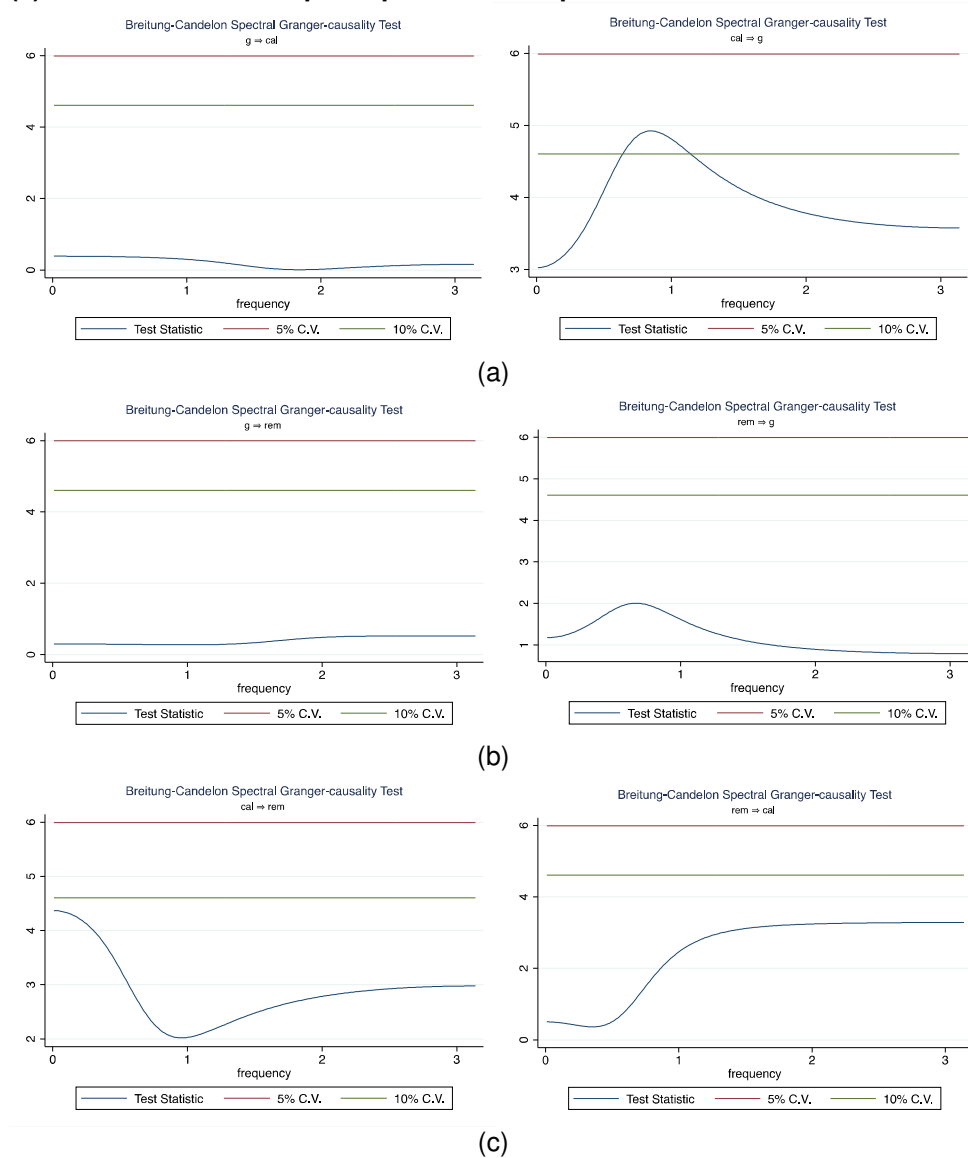 Breitung-Candelon Spectral Granger-causality Test
g ⇒ cal
6
4
2
0
0 1 2 3
frequency
Test Statistic 5% C.V. 10% C.V.
Breitung-Candelon Spectral Granger-causality Test
cal ⇒ g
6
5
4
3
0 1 2 3
frequency
Test Statistic 5% C.V. 10% C.V.
(a)
Breitung-Candelon Spectral Granger-causality Test
g ⇒ rem
6
4
2
0
0 1 2 3
frequency
Test Statistic 5% C.V. 10% C.V.
Breitung-Candelon Spectral Granger-causality Test
rem ⇒ g
6
5
4
3
2
1
0 1 2 3
frequency
Test Statistic 5% C.V. 10% C.V.
(b)
Breitung-Candelon Spectral Granger-causality Test
cal ⇒ rem
6
5
4
3
2
0 1 2 3
frequency
Test Statistic 5% C.V. 10% C.V.
Breitung-Candelon Spectral Granger-causality Test
rem ⇒ cal
6
4
2
0
0 1 2 3
frequency
Test Statistic 5% C.V. 10% C.V.
(c)